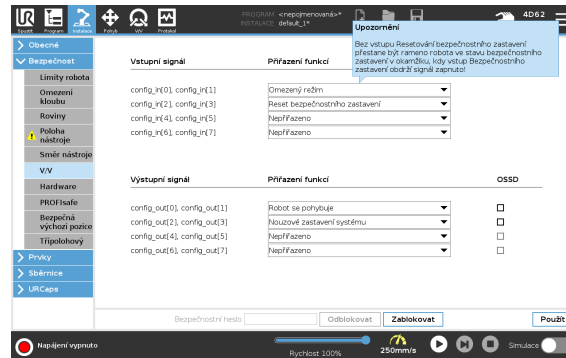 PROGRAM <nepojmenovaná>*
INSTALACE default_1*
4D62
Spustit
Program
Instalace
Pohyb
V/V
Protokol
Upozornění
Bez vstupu Resetování bezpečnostního zastavení
přestane být rameno robota ve stavu bezpečnostního
zastavení v okamžiku, kdy vstup Bezpečnostního
zastavení obdrží signál zapnuto!
Obecné
Bezpečnost
Limity robota
Omezení
kloubu
Roviny
Poloha
nástroje
Směr nástroje
V/V
Hardware
PROFIsafe
Bezpečná
výchozí pozice
Třípolohový
Prvky
Sběrnice
URCaps
Vstupní signál
Přiřazení funkcí
config_in[0], config_in[1]
Omezený režim
config_in[2], config_in[3]
Reset bezpečnostního zastavení
config_in[4], config_in[5]
Nepřiřazeno
config_in[6], config_in[7]
Nepřiřazeno
Výstupní signál
Přiřazení funkcí
OSSD
config_out[0], config_out[1]
Robot se pohybuje
config_out[2], config_out[3]
Nouzové zastavení systému
config_out[4], config_out[5]
Nepřiřazeno
config_out[6], config_out[7]
Nepřiřazeno
Bezpečnostní heslo
Odblokovat
Zablokovat
Použít
Napájení vypnuto
Rychlost 100%
250mm/s
Simulace